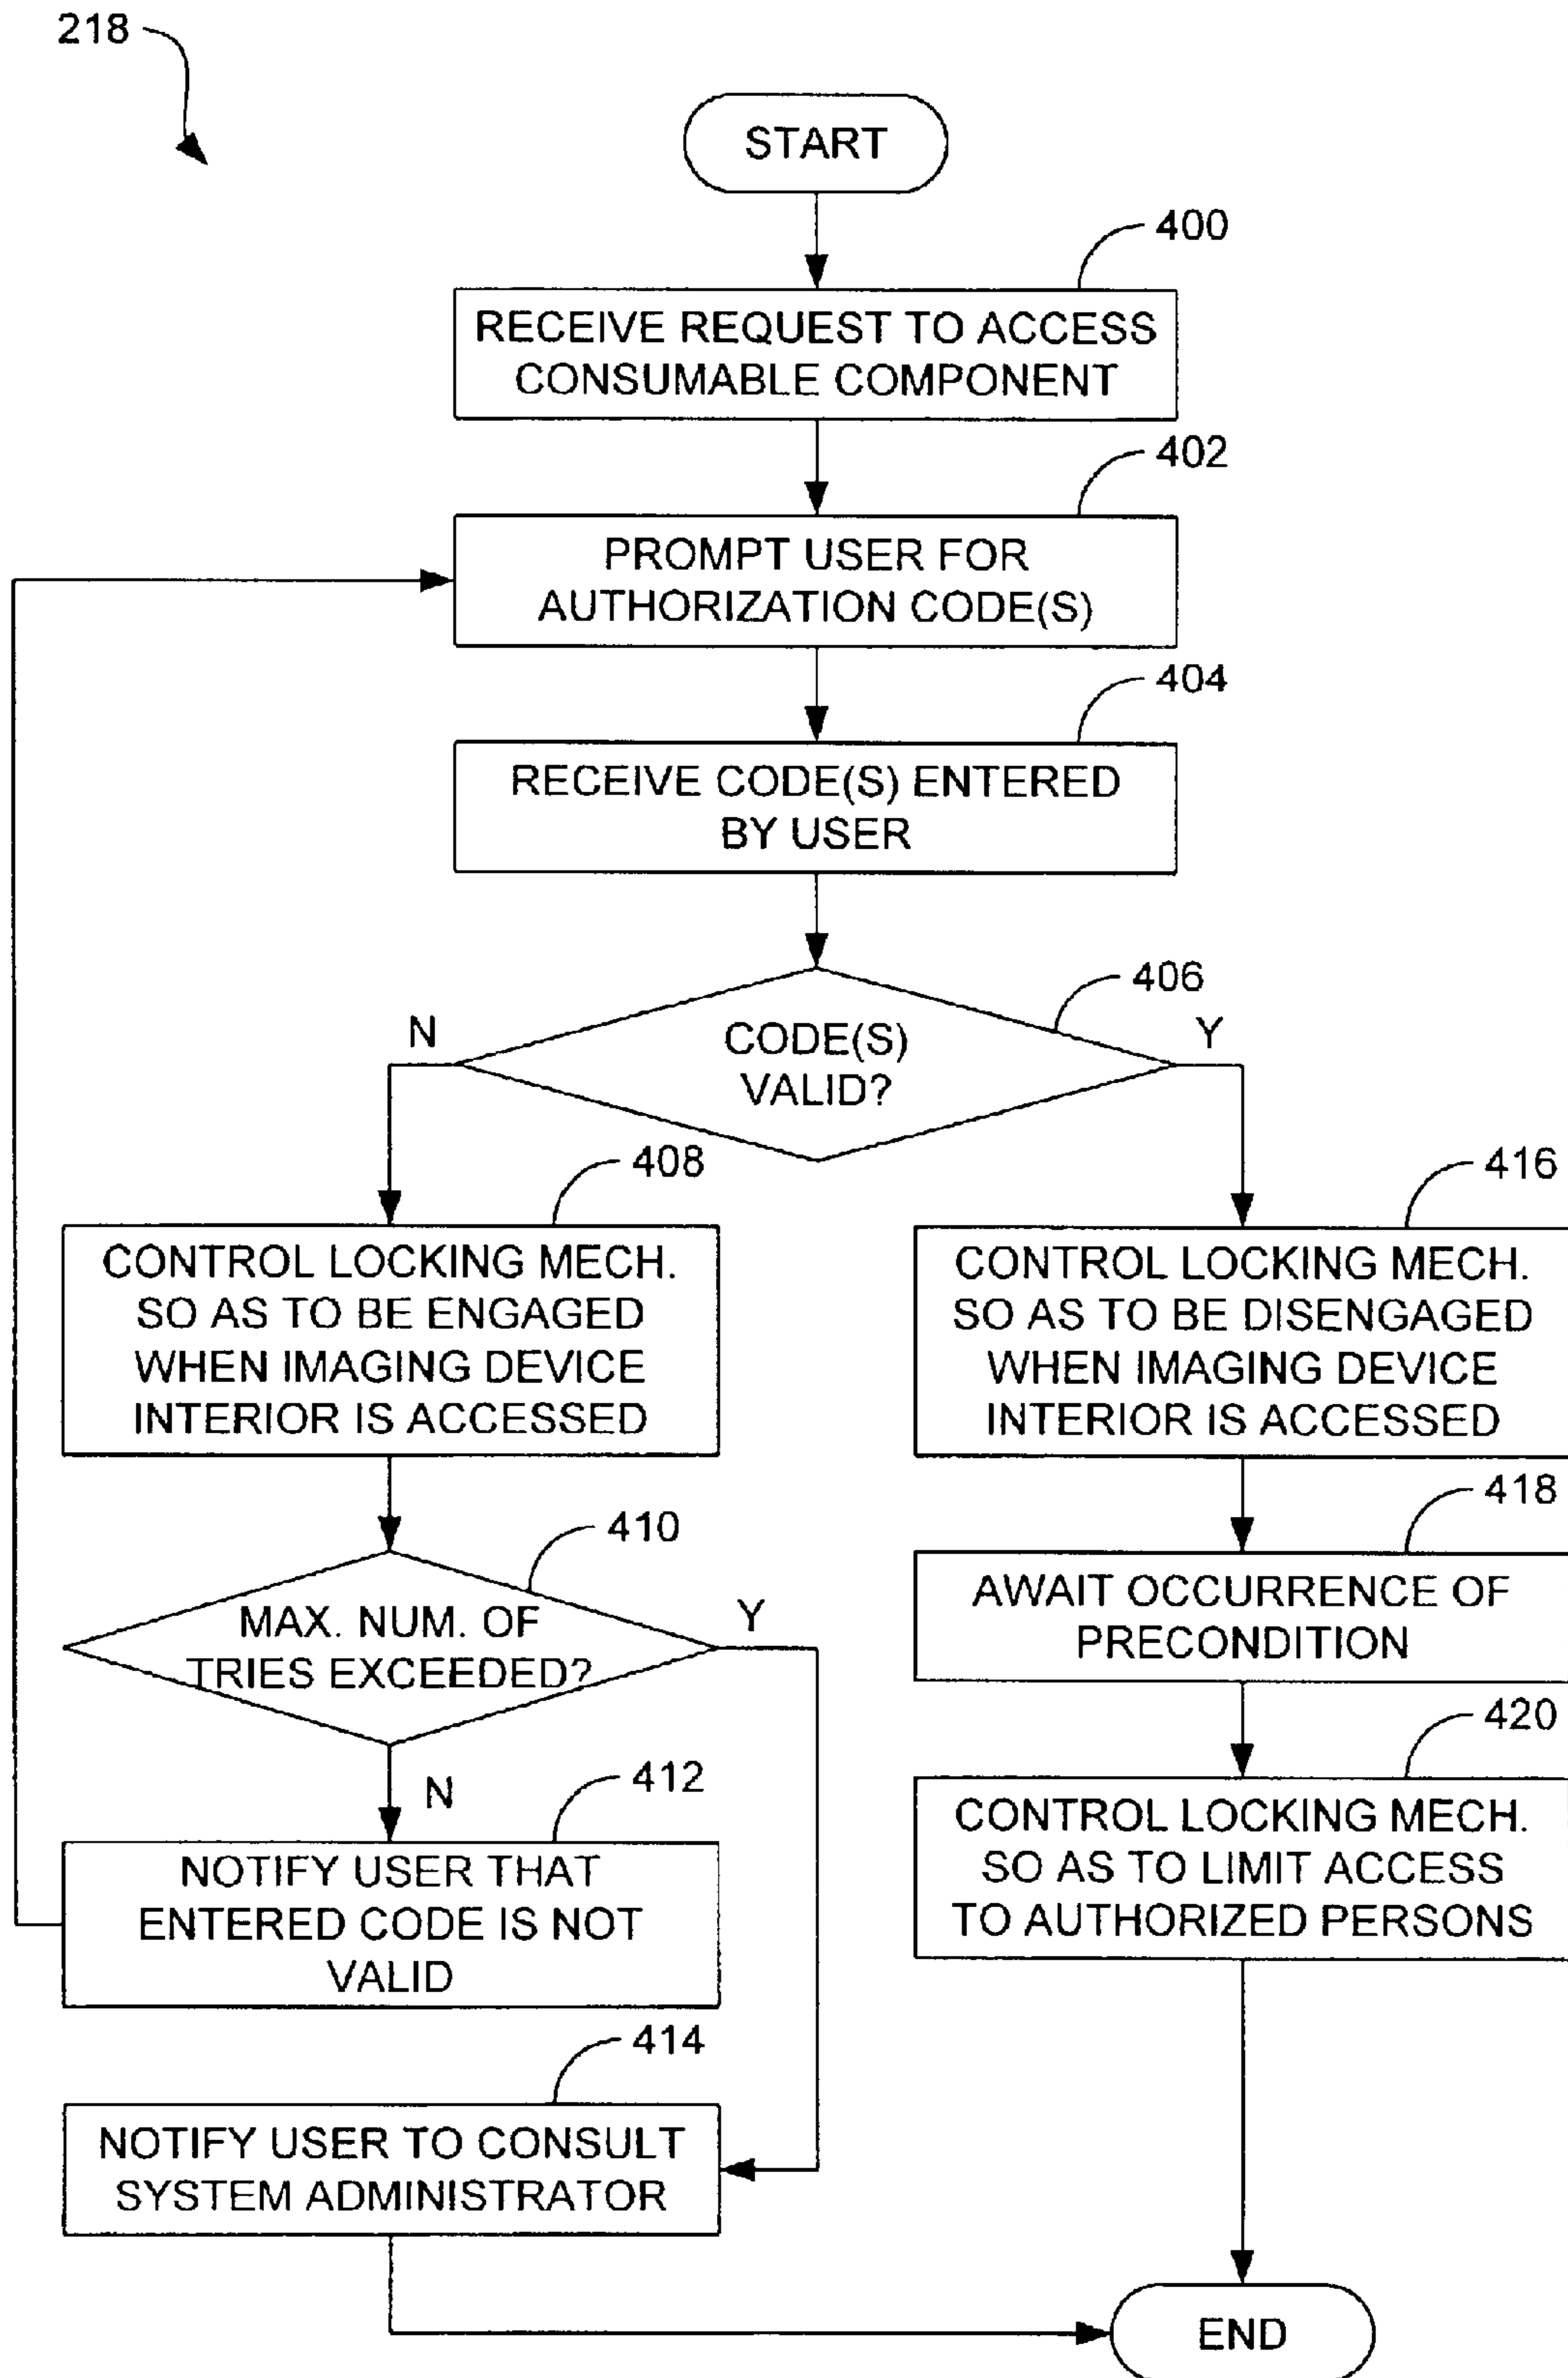 218
START
400
RECEIVE REQUEST TO ACCESS
CONSUMABLE COMPONENT
402
PROMPT USER FOR
AUTHORIZATION CODE(S)
404
RECEIVE CODE(S) ENTERED
BY USER
406
N
CODE(S)
VALID?
Y
408
CONTROL LOCKING MECH.
SO AS TO BE ENGAGED
WHEN IMAGING DEVICE
INTERIOR IS ACCESSED
410
MAX. NUM. OF
TRIES EXCEEDED?
Y
N
412
NOTIFY USER THAT
ENTERED CODE IS NOT
VALID
414
NOTIFY USER TO CONSULT
SYSTEM ADMINISTRATOR
416
CONTROL LOCKING MECH.
SO AS TO BE DISENGAGED
WHEN IMAGING DEVICE
INTERIOR IS ACCESSED
418
AWAIT OCCURRENCE OF
PRECONDITION
420
CONTROL LOCKING MECH.
SO AS TO LIMIT ACCESS
TO AUTHORIZED PERSONS
END